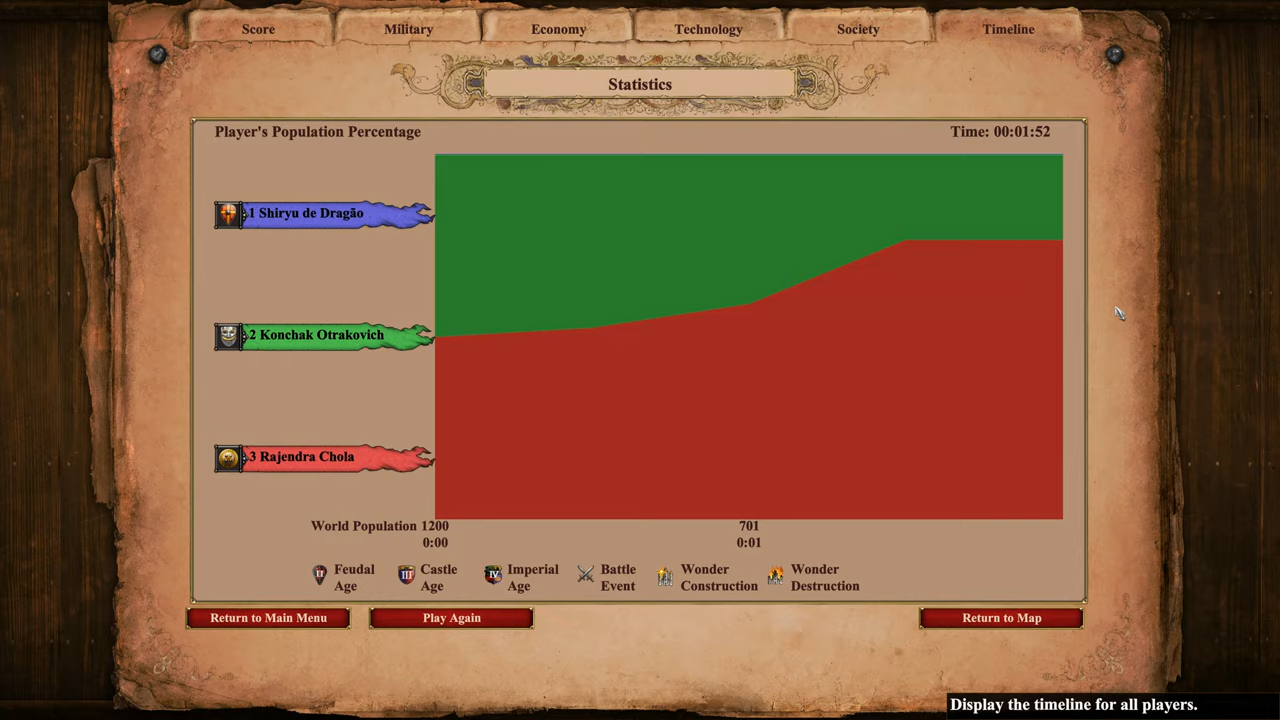 Score Military Economy Technology Society Timeline
Statistics
Player's Population Percentage Time: 00:01:52
1 Shiryu de Dragão
2 Konchak Otrakovich
3 Rajendra Chola
World Population 1200 701
0:00 0:01
II Feudal Age
III Castle Age
IV Imperial Age
Battle Event
Wonder Construction
Wonder Destruction
Return to Main Menu Play Again Return to Map
Display the timeline for all players.